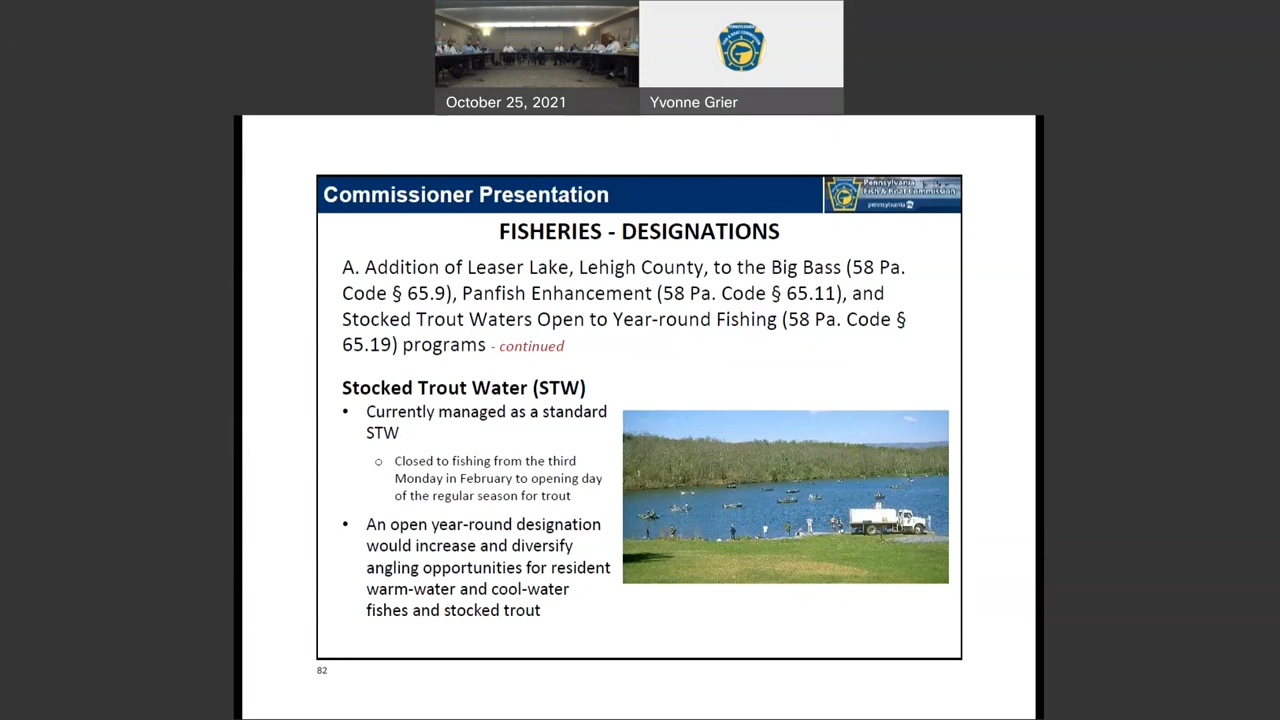 October 25, 2021
Yvonne Grier
Commissioner Presentation
Pennsylvania
Fish & Boat Commission
pennsylvania
FISHERIES - DESIGNATIONS
A. Addition of Leaser Lake, Lehigh County, to the Big Bass (58 Pa.
Code § 65.9), Panfish Enhancement (58 Pa. Code § 65.11), and
Stocked Trout Waters Open to Year-round Fishing (58 Pa. Code §
65.19) programs - continued
Stocked Trout Water (STW)
• Currently managed as a standard
STW
o Closed to fishing from the third
Monday in February to opening day
of the regular season for trout
• An open year-round designation
would increase and diversify
angling opportunities for resident
warm-water and cool-water
fishes and stocked trout
82